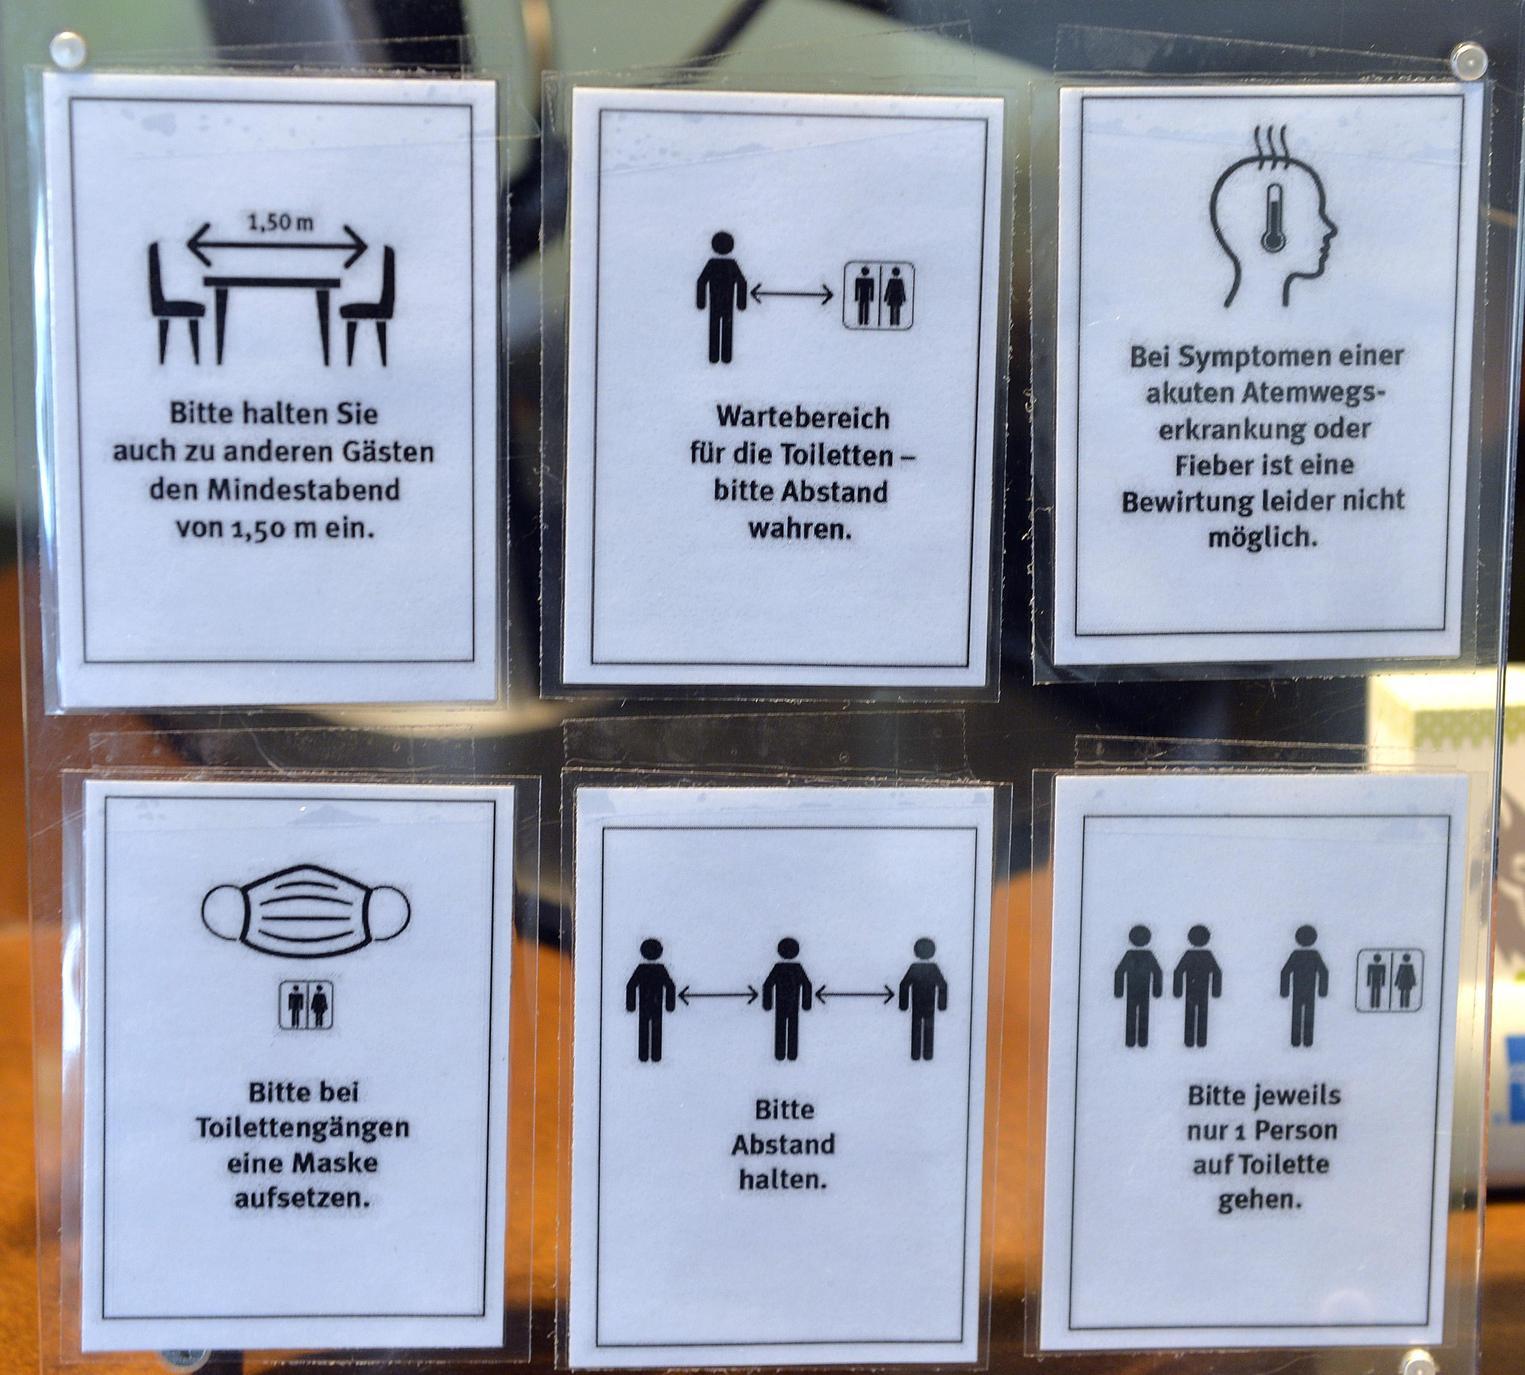 1,50 m
Bitte halten Sie
auch zu anderen Gästen
den Mindestabend
von 1,50 m ein.
Wartebereich
für die Toiletten –
bitte Abstand
wahren.
Bei Symptomen einer
akuten Atemwegs-
erkrankung oder
Fieber ist eine
Bewirtung leider nicht
möglich.
Bitte bei
Toilettengängen
eine Maske
aufsetzen.
Bitte
Abstand
halten.
Bitte jeweils
nur 1 Person
auf Toilette
gehen.